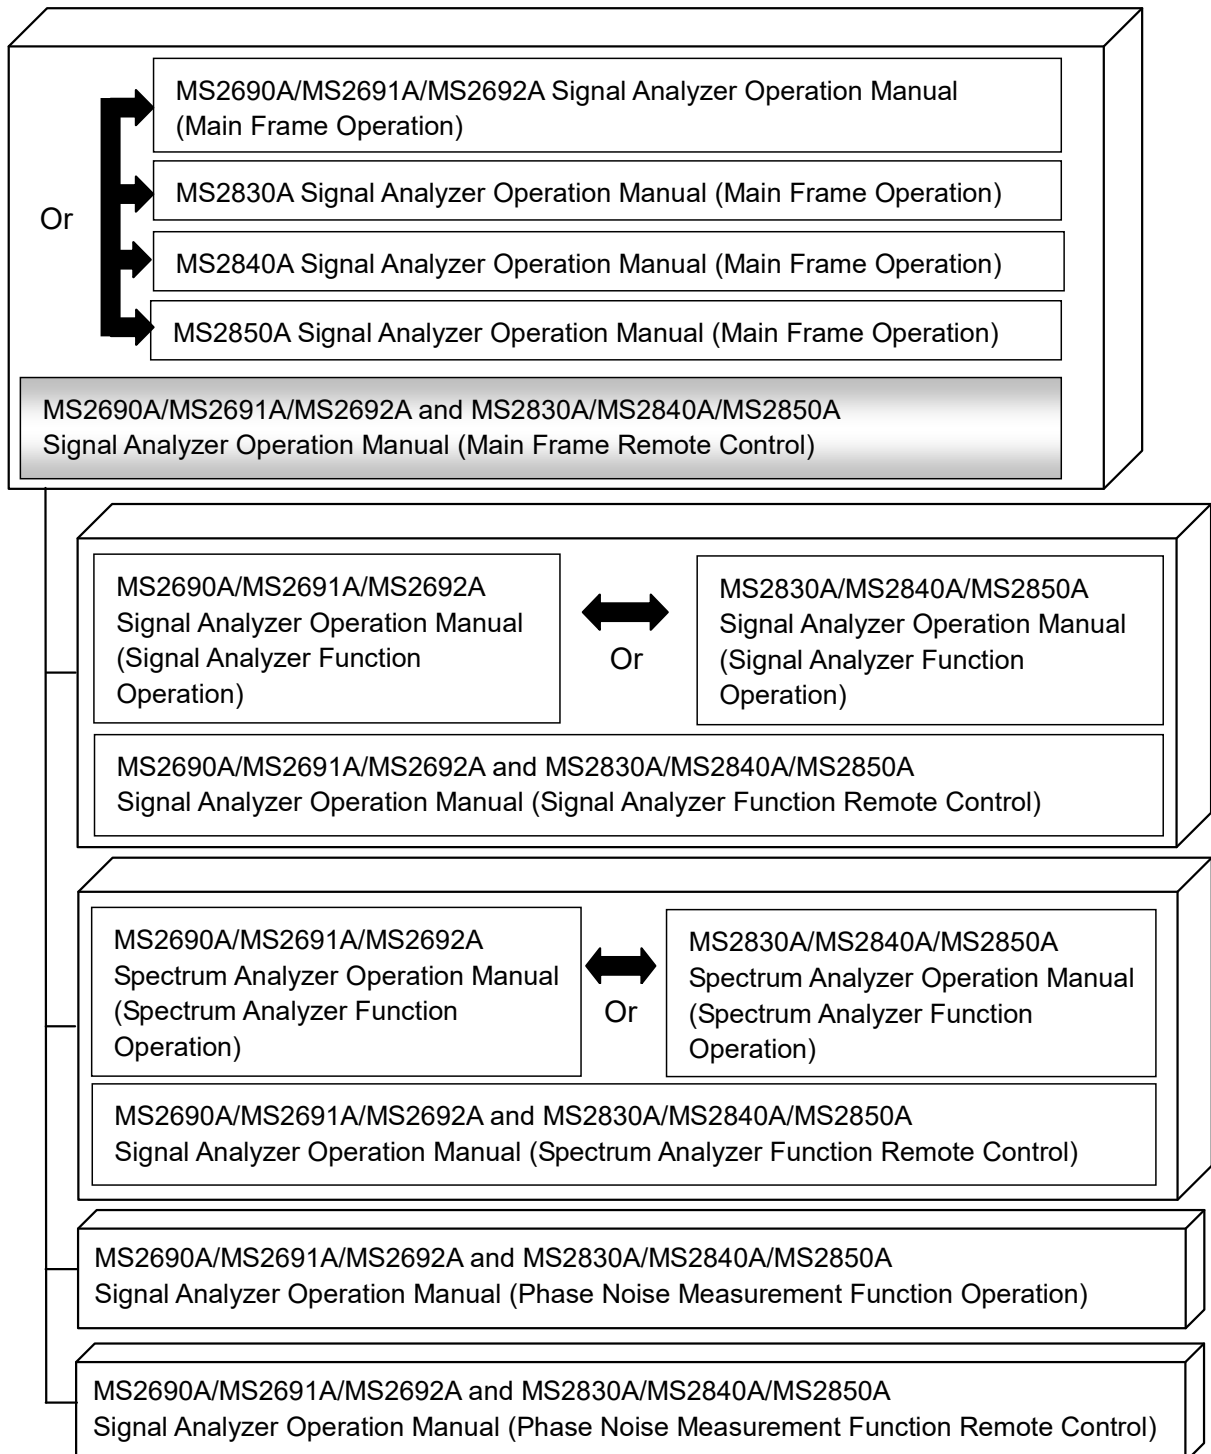 MS2690A/MS2691A/MS2692A Signal Analyzer Operation Manual
(Main Frame Operation)
MS2830A Signal Analyzer Operation Manual (Main Frame Operation)
Or
MS2840A Signal Analyzer Operation Manual (Main Frame Operation)
MS2850A Signal Analyzer Operation Manual (Main Frame Operation)
MS2690A/MS2691A/MS2692A and MS2830A/MS2840A/MS2850A
Signal Analyzer Operation Manual (Main Frame Remote Control)
MS2690A/MS2691A/MS2692A
Signal Analyzer Operation Manual
(Signal Analyzer Function
Operation)
Or
MS2830A/MS2840A/MS2850A
Signal Analyzer Operation Manual
(Signal Analyzer Function
Operation)
MS2690A/MS2691A/MS2692A and MS2830A/MS2840A/MS2850A
Signal Analyzer Operation Manual (Signal Analyzer Function Remote Control)
MS2690A/MS2691A/MS2692A
Spectrum Analyzer Operation Manual
(Spectrum Analyzer Function
Operation)
Or
MS2830A/MS2840A/MS2850A
Spectrum Analyzer Operation Manual
(Spectrum Analyzer Function
Operation)
MS2690A/MS2691A/MS2692A and MS2830A/MS2840A/MS2850A
Signal Analyzer Operation Manual (Spectrum Analyzer Function Remote Control)
MS2690A/MS2691A/MS2692A and MS2830A/MS2840A/MS2850A
Signal Analyzer Operation Manual (Phase Noise Measurement Function Operation)
MS2690A/MS2691A/MS2692A and MS2830A/MS2840A/MS2850A
Signal Analyzer Operation Manual (Phase Noise Measurement Function Remote Control)